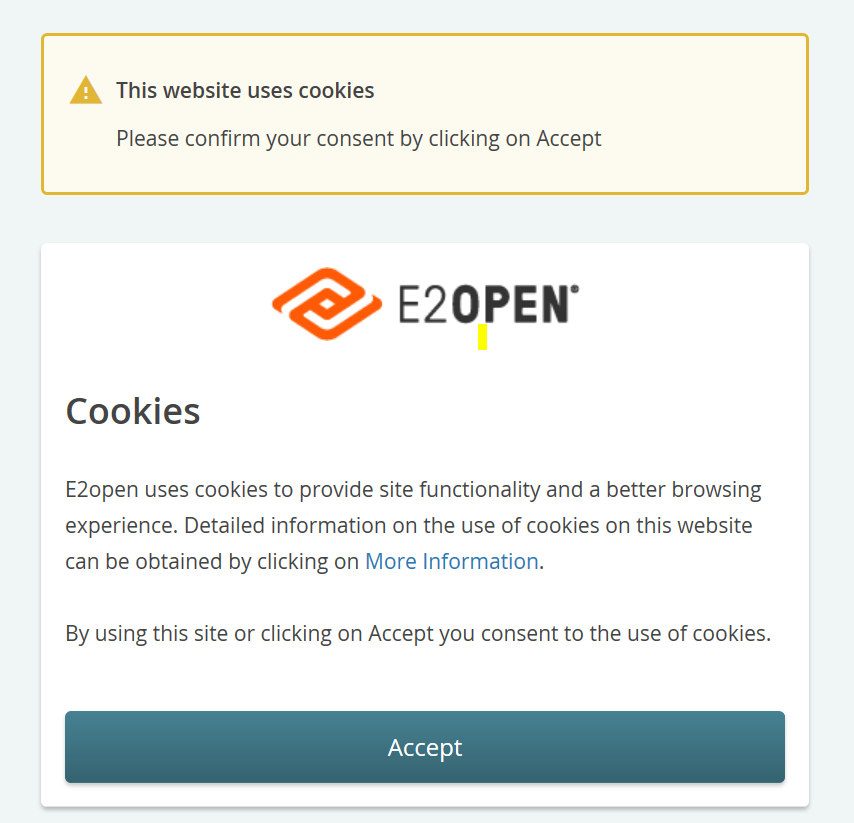 This website uses cookies
Please confirm your consent by clicking on Accept
E2OPEN®
Cookies
E2open uses cookies to provide site functionality and a better browsing
experience. Detailed information on the use of cookies on this website
can be obtained by clicking on More Information.
By using this site or clicking on Accept you consent to the use of cookies.
Accept